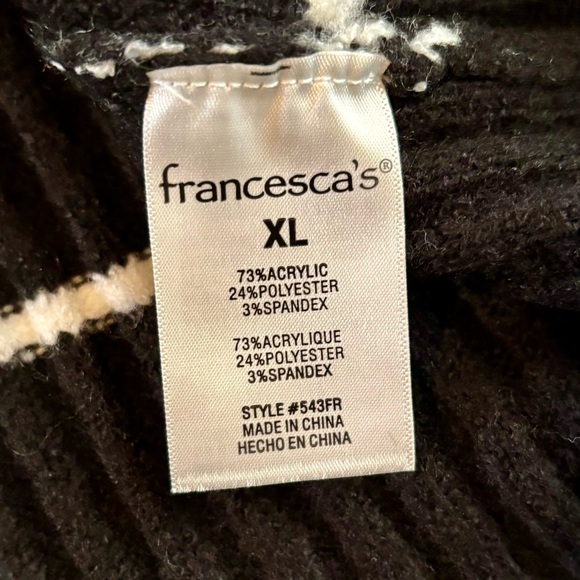 francesca's®
XL
73%ACRYLIC
24%POLYESTER
3%SPANDEX
73%ACRYLIQUE
24%POLYESTER
3%SPANDEX
STYLE #543FR
MADE IN CHINA
HECHO EN CHINA